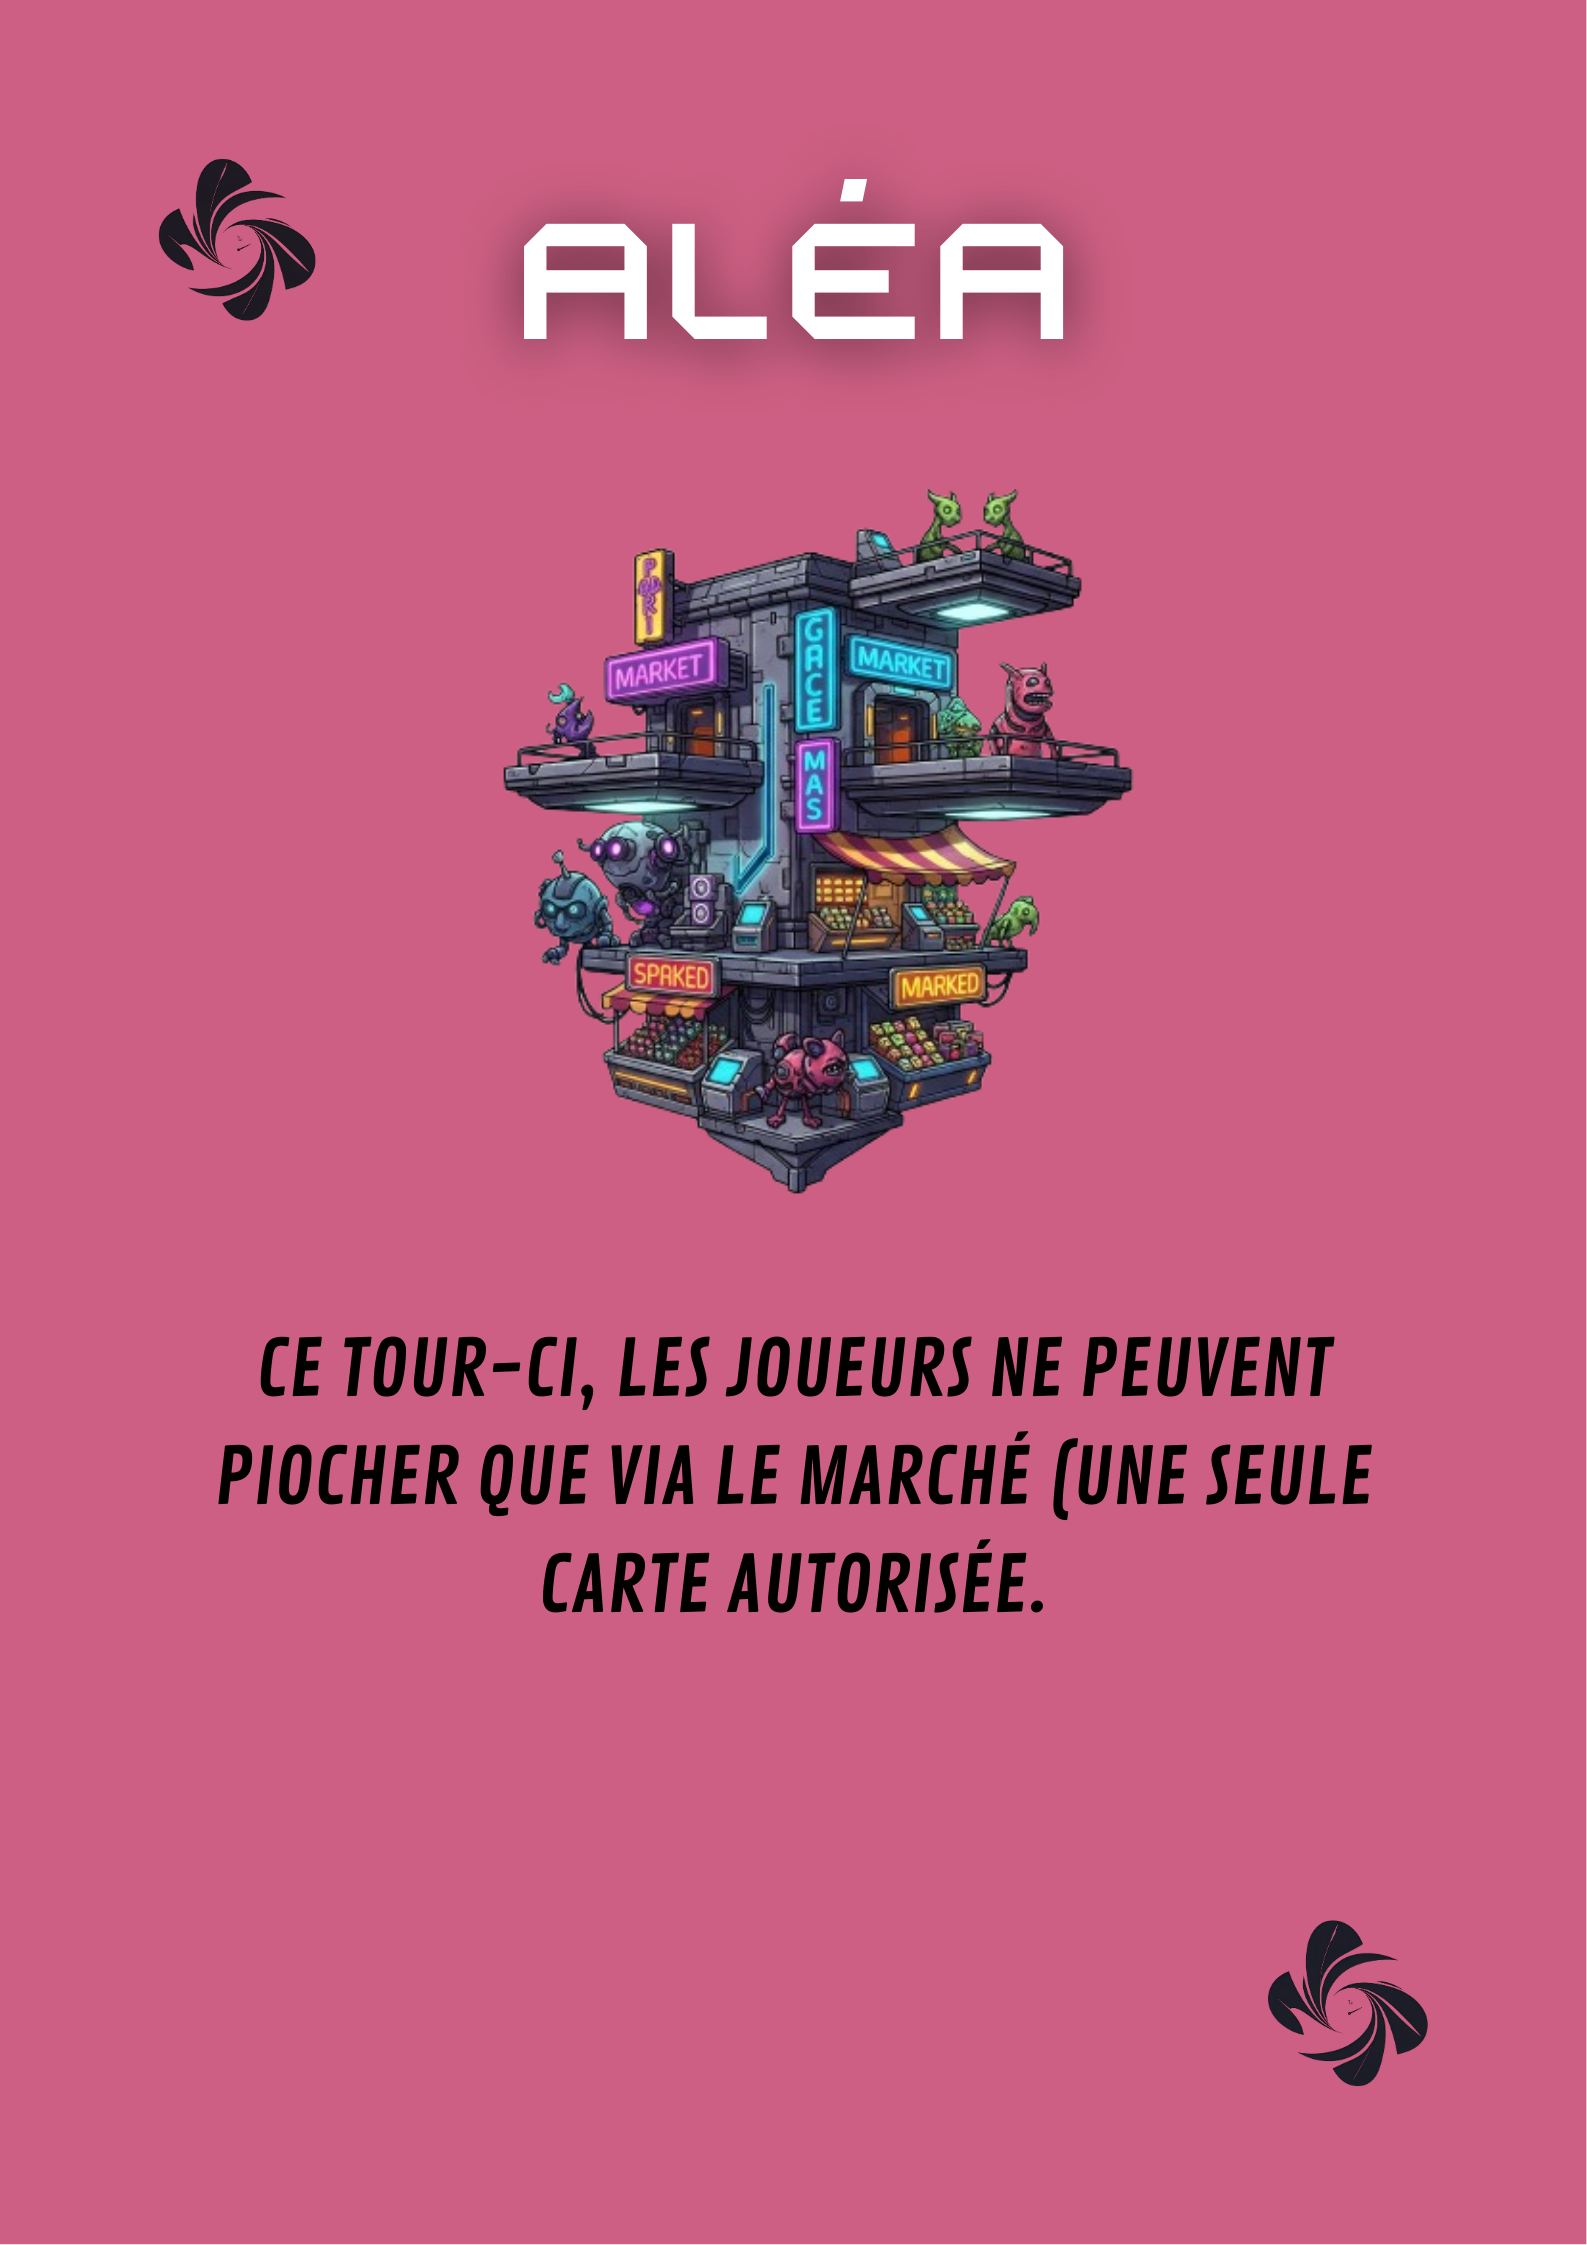 ALÉA
PORT
MARKET
GACE
MARKET
MAS
SPAKED
MARKED
CE TOUR-CI, LES JOUEURS NE PEUVENT
PIOCHER QUE VIA LE MARCHÉ (UNE SEULE
CARTE AUTORISÉE.